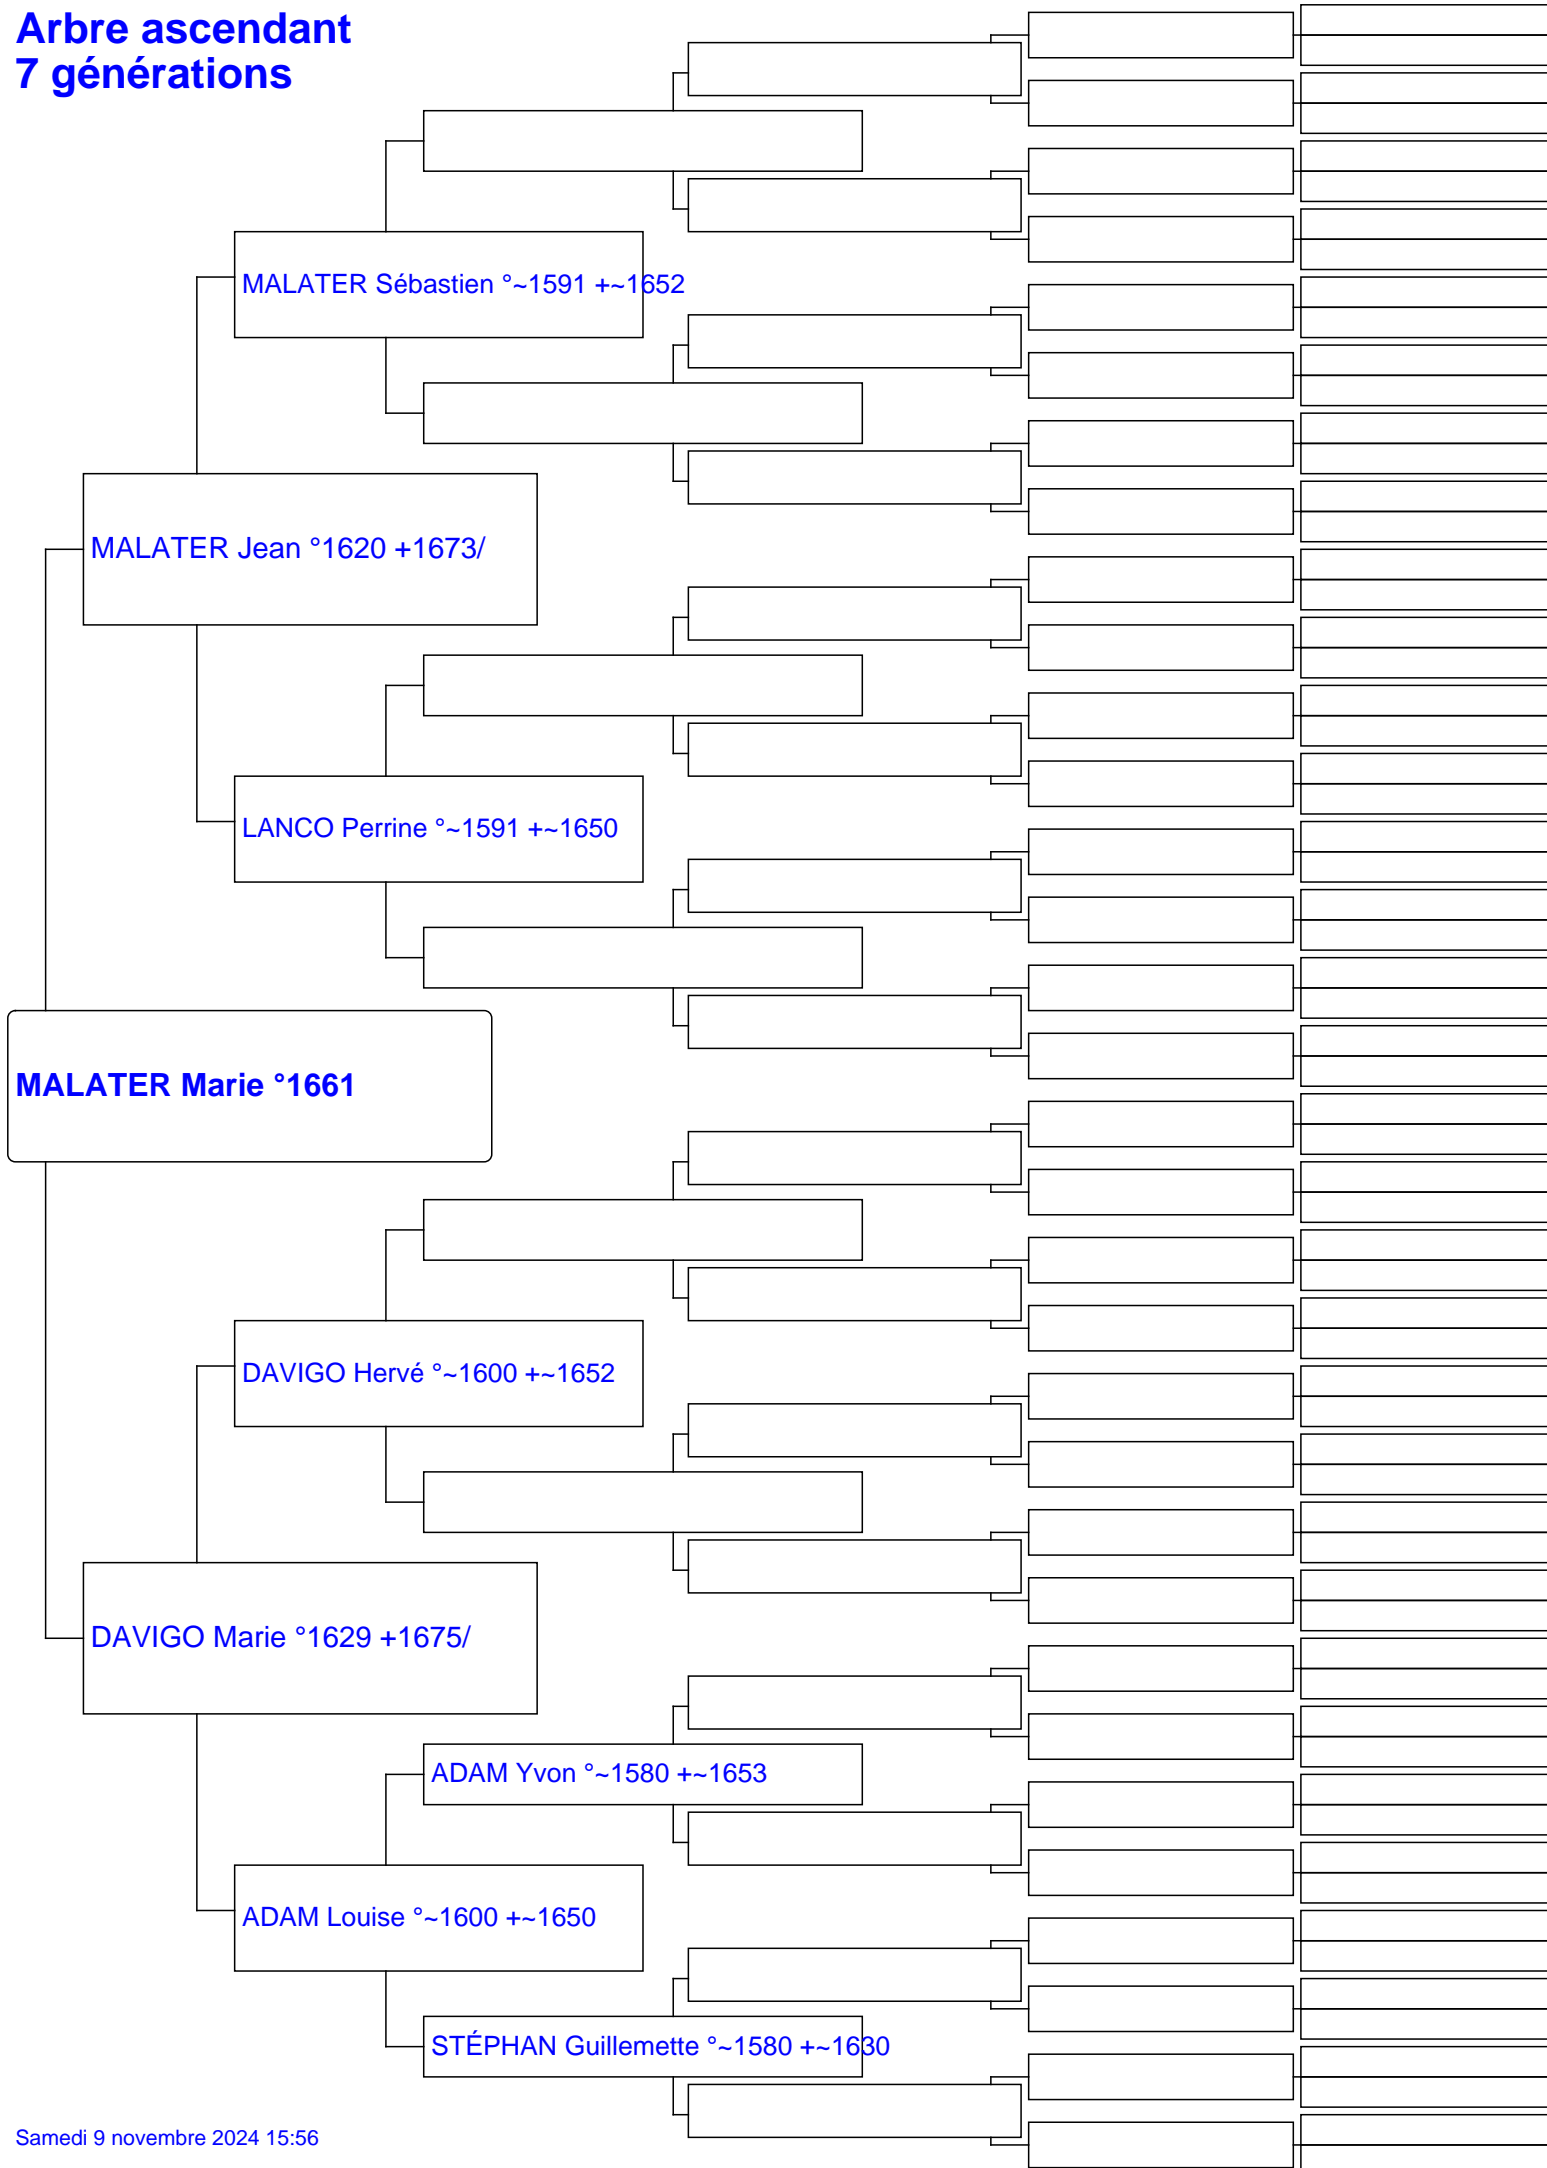 Arbre ascendant
7 générations
MALATER Sébastien °~1591 +~1652
MALATER Jean °1620 +1673/
LANCO Perrine °~1591 +~1650
MALATER Marie °1661
DAVIGO Hervé °~1600 +~1652
DAVIGO Marie °1629 +1675/
ADAM Yvon °~1580 +~1653
ADAM Louise °~1600 +~1650
STÉPHAN Guillemette °~1580 +~1630
Samedi 9 novembre 2024 15:56